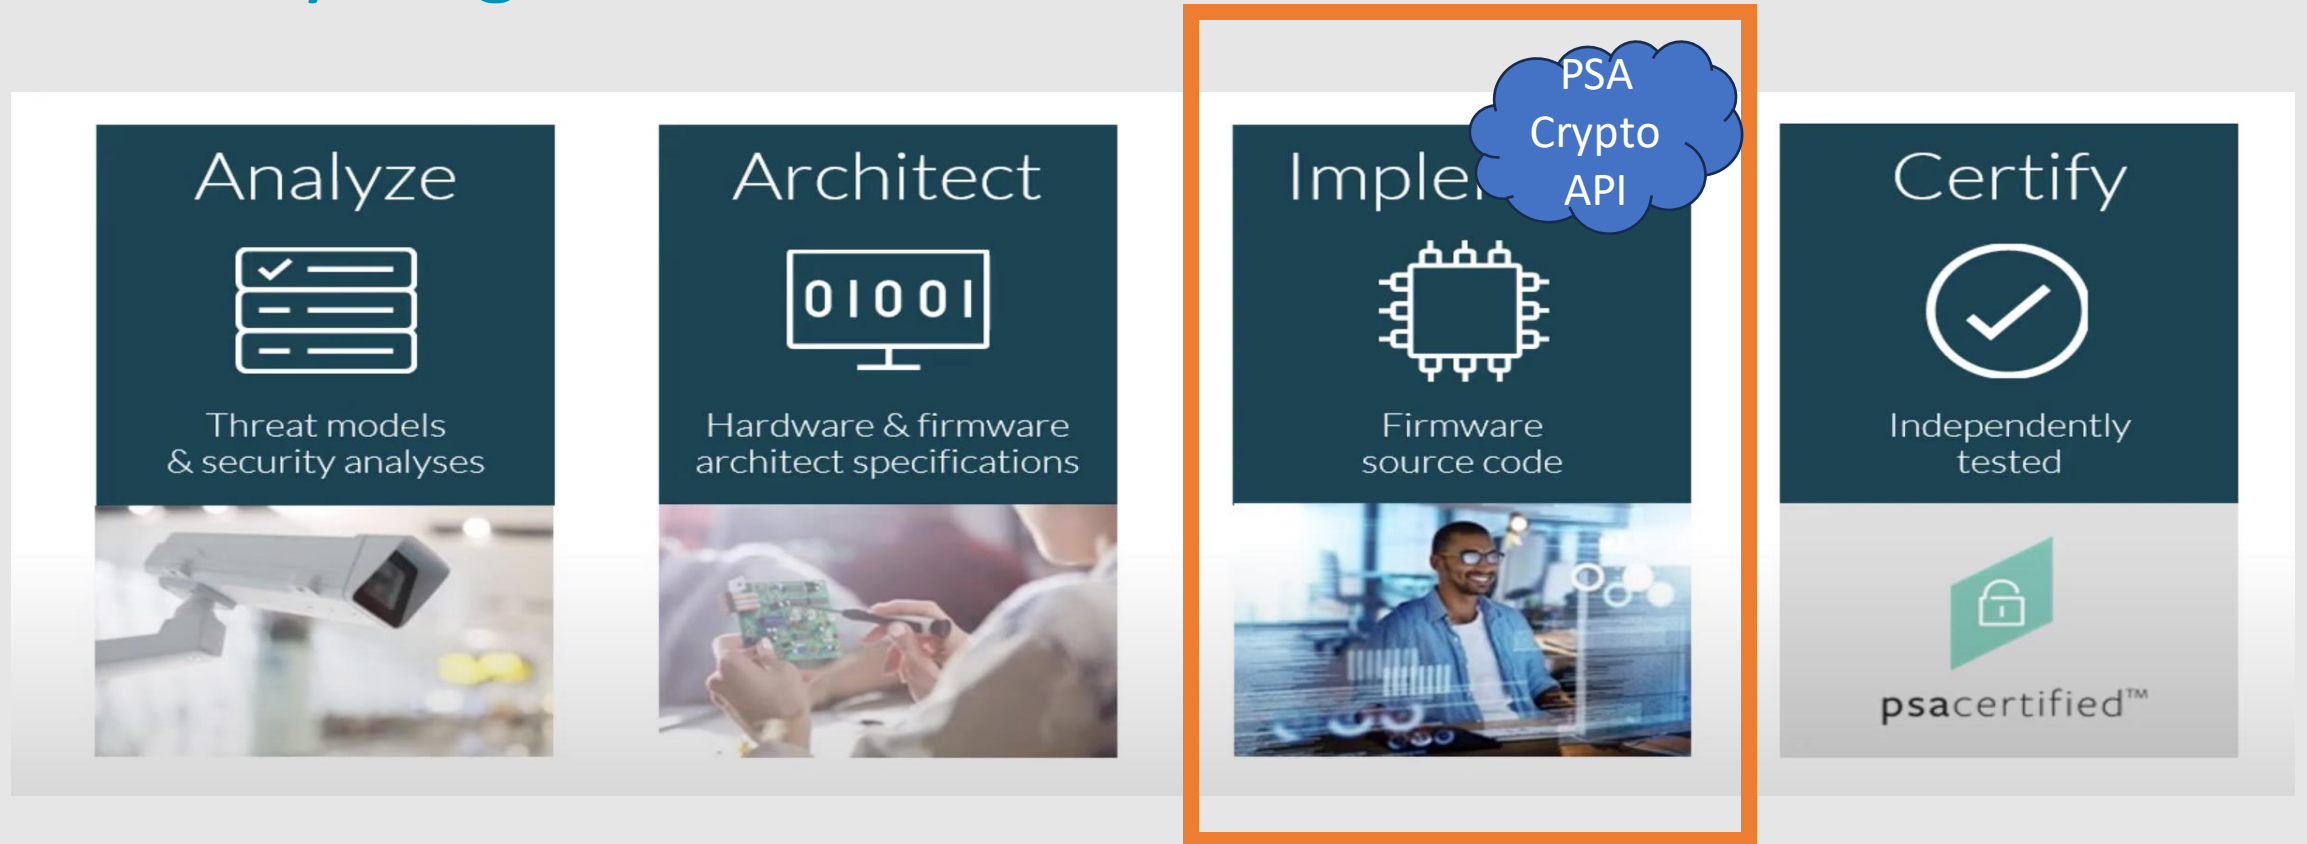 Analyze
Threat models
& security analyses
Architect
01001
Hardware & firmware
architect specifications
PSA
Crypto
API
Firmware
source code
Certify
Independently
tested
psacertified™